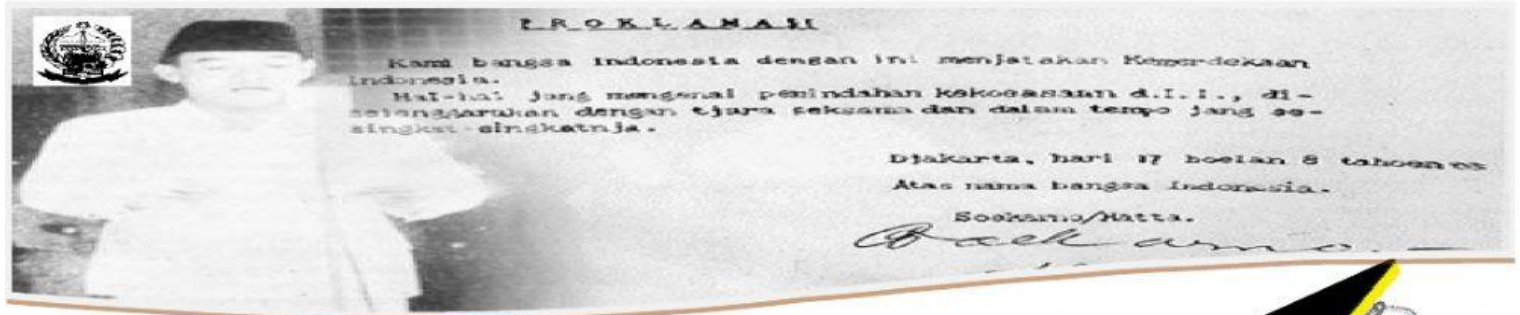 PROKLAMASI
Kami bangsa Indonesia dengan ini menjatakan Kemerdekaan
Indonesia.
Hal-hal jang mengenai pemindahan kekoeasaan d.l.l., di-
selenggarakan dengan tjara seksama dan dalam tempo jang se-
singkat-singkatnja.
Djakarta, hari 17 boelan 8 tahoen 05
Atas nama bangsa Indonesia.
Soekarno/Hatta.
Soekarno.